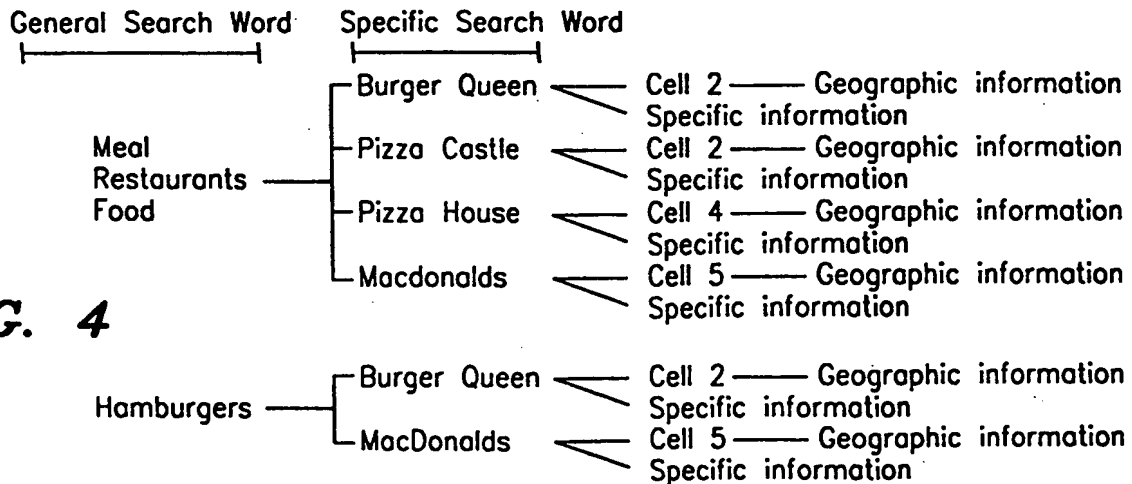 General Search Word Specific Search Word
Burger Queen Cell 2 Geographic information
Specific information
Meal Pizza Castle Cell 2 Geographic information
Restaurants Specific information
Food Pizza House Cell 4 Geographic information
Specific information
Macdonalds Cell 5 Geographic information
Specific information
G. 4
Burger Queen Cell 2 Geographic information
Hamburgers Specific information
MacDonalds Cell 5 Geographic information
Specific information